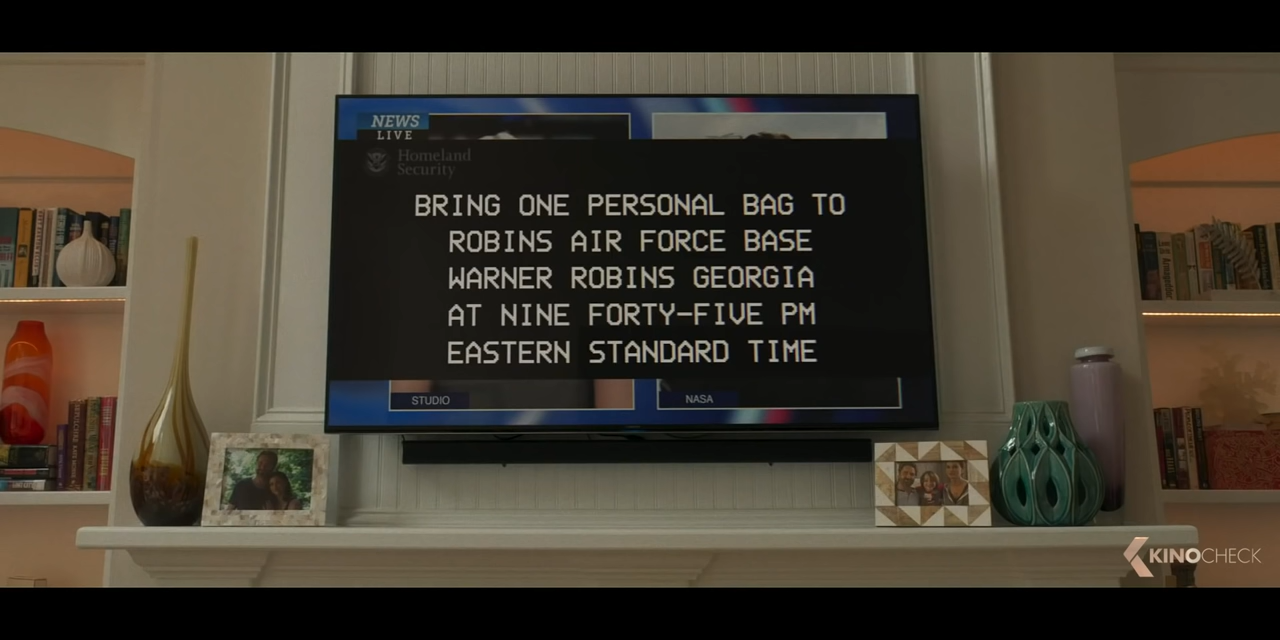 NEWS
LIVE
Homeland
Security
BRING ONE PERSONAL BAG TO
ROBINS AIR FORCE BASE
WARNER ROBINS GEORGIA
AT NINE FORTY-FIVE PM
EASTERN STANDARD TIME
STUDIO
NASA
KINOCHECK